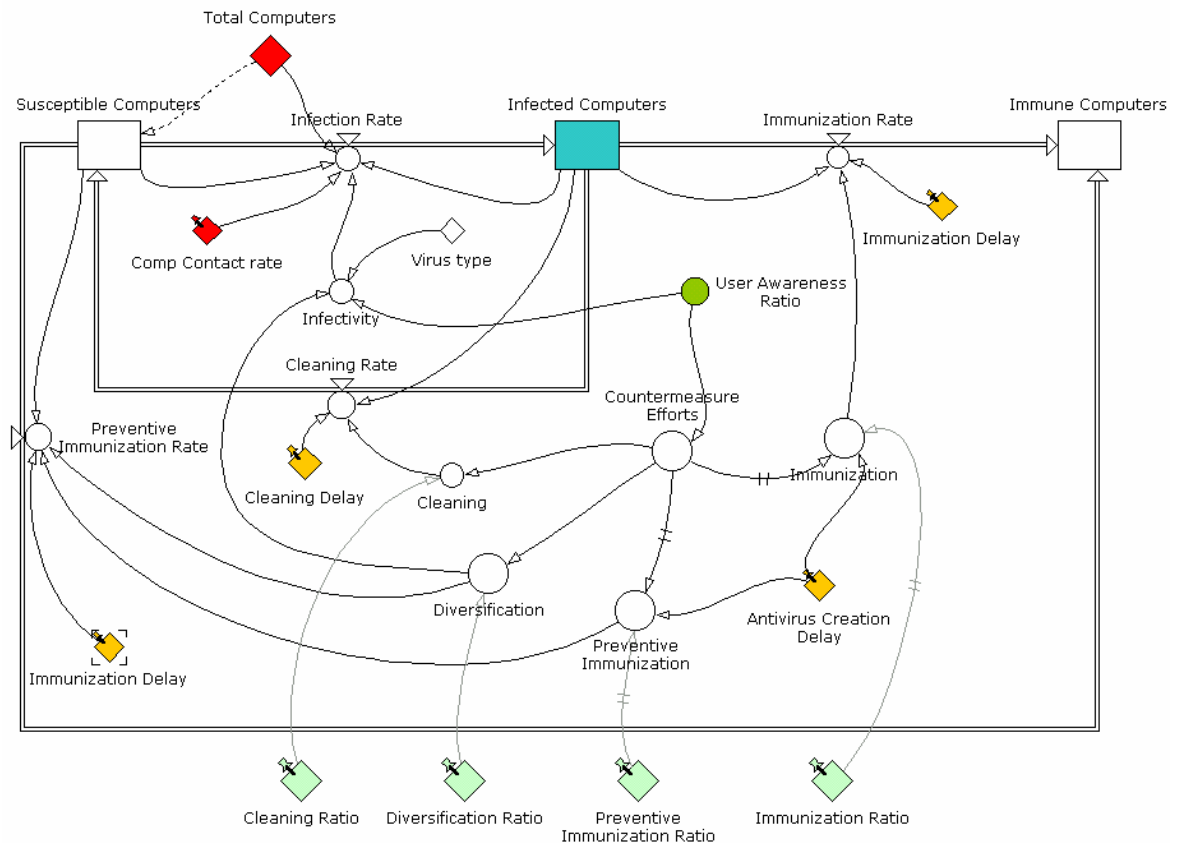 Total Computers
Susceptible Computers
Infected Computers
Immune Computers
Infection Rate
Immunization Rate
Comp Contact rate
Virus type
Immunization Delay
User Awareness
Ratio
Infectivity
Cleaning Rate
Countermeasure
Efforts
Preventive
Immunization Rate
Cleaning Delay
Cleaning
Immunization
Diversification
Antivirus Creation
Delay
Preventive
Immunization
Immunization Delay
Cleaning Ratio
Diversification Ratio
Preventive
Immunization Ratio
Immunization Ratio